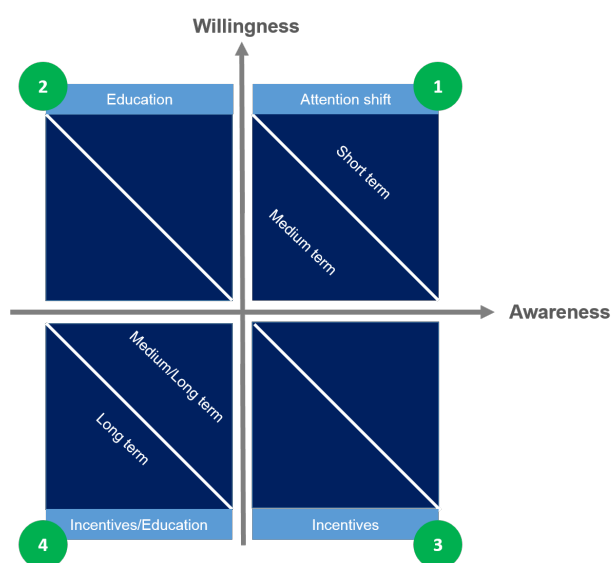 Willingness
2
Education
Attention shift
1
Short term
Medium term
Awareness
Medium/Long term
Long term
4
Incentives/Education
Incentives
3